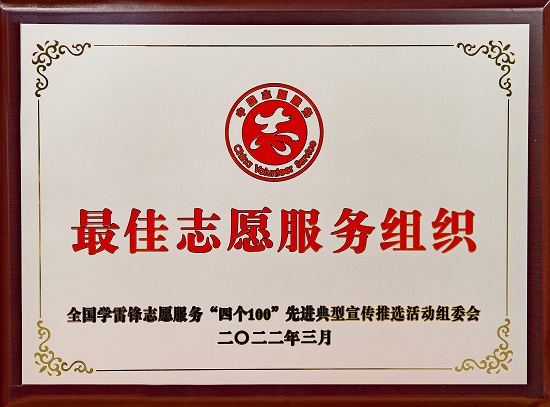 中国志愿服务
China Volunteer Service
最佳志愿服务组织
全国学雷锋志愿服务“四个100”先进典型宣传推选活动组委会
二〇二二年三月